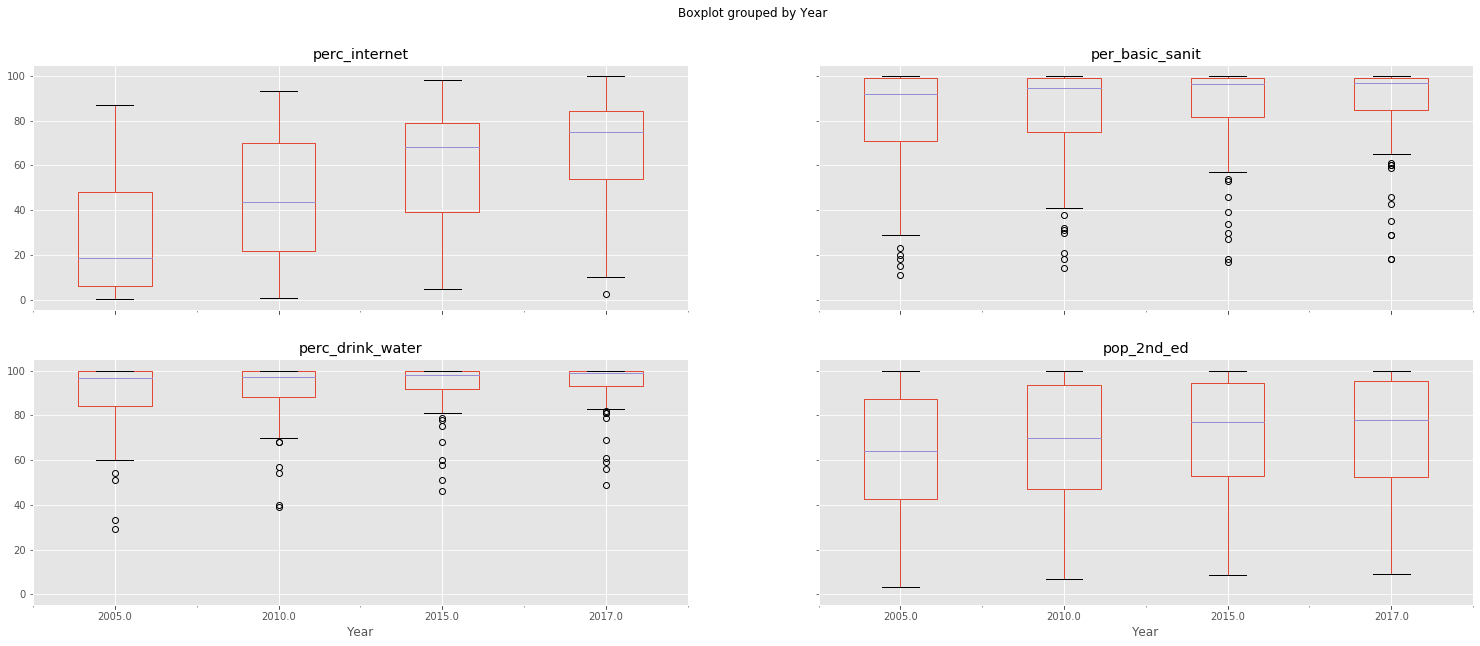 Boxplot grouped by Year
perc_internet
per_basic_sanit
100
80
60
40
20
0
perc_drink_water
pop_2nd_ed
100
80
60
40
20
0
2005.0 2010.0 2015.0 2017.0
Year
2005.0 2010.0 2015.0 2017.0
Year